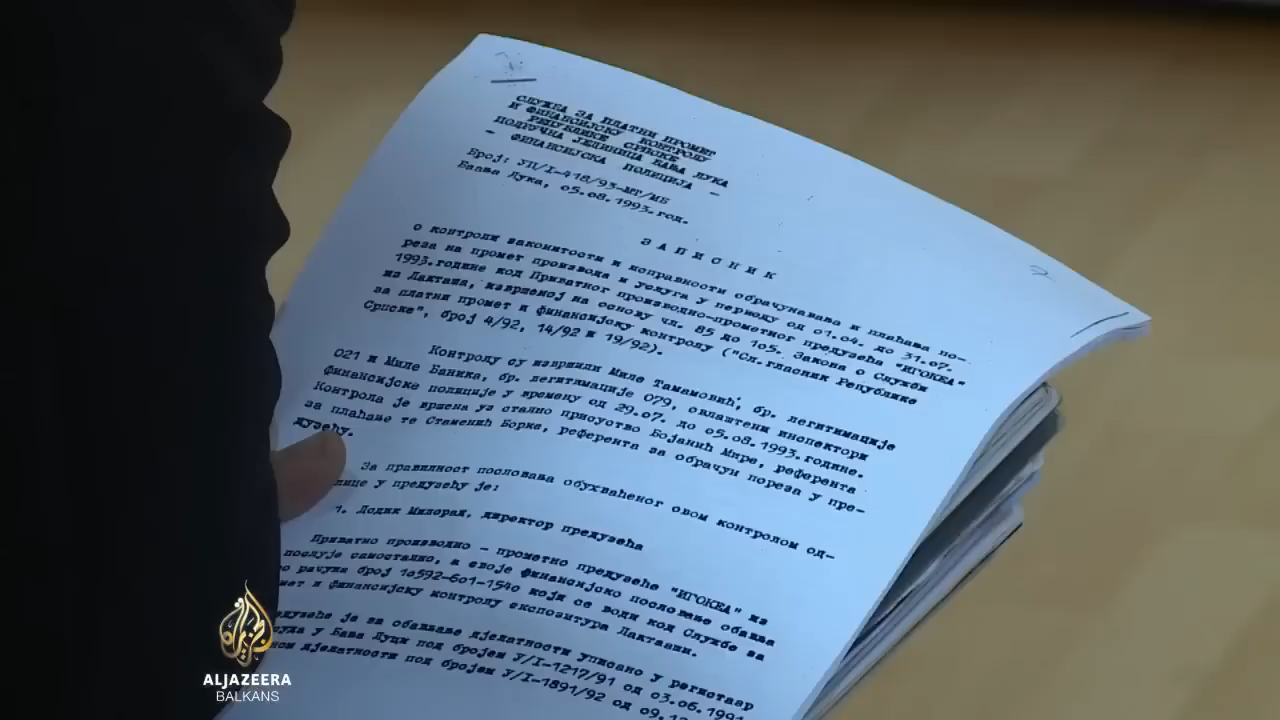 СЛУЖБА ЗА ПЛАТНИ ПРОМЕТ
И ФИНАНСИЈСКУ КОНТРОЛУ
РЕПУБЛИКЕ СРПСКЕ
ПОДРУЧНА ЈЕДИНИЦА БАЊА ЛУКА
- ФИНАНСИЈСКА ПОЛИЦИЈА -
Број: УП/I-418/93-МТ/МБ
Бања Лука, 05.08.1993.год.
З А П И С Н И К
о контроли законитости и исправности обрачунавања и плаћања по-
реза на промет производа и услуга у периоду од 01.04. до 31.07.
1993.године код Приватног производно-прометног предузећа "ИГОКЕА"
из Лакташа, извршеној на основу чл. 85 до 105. Закона о Служби
за платни промет и финансијску контролу ("Сл.гласник Републике
Српске", број 4/92, 14/92 и 19/92).
Контролу су извршили Миле Тамамовић, бр. легитимације
021 и Миле Баника, бр. легитимације 079, овлаштени инспектори
финансијске полиције у времену од 29.07. до 05.08.1993.године.
Контрола је вршена уз стално присуство Бојанић Мире, референта
за плаћање те Стаменић Борке, референта за обрачун пореза у пре-
дузећу.
За правилност пословања обухваћеног овом контролом од-
лице у предузећу је:
1. Додик Милорад, директор предузећа
Приватно производно - прометно предузеће "ИГОКЕА" из
послује самостално, а своје финансијско пословање обавља
рачуна број 10592-601-1540 који се води код Службе за
финансијску контролу експозитура Лакташи.
је за обављање дјелатности уписано у регистар
у Бања Луци под бројем У/I-1217/91 од 03.06.1991
дјелатности под бројем У/I-1891/92 од 09.
ALJAZEERA
BALKANS